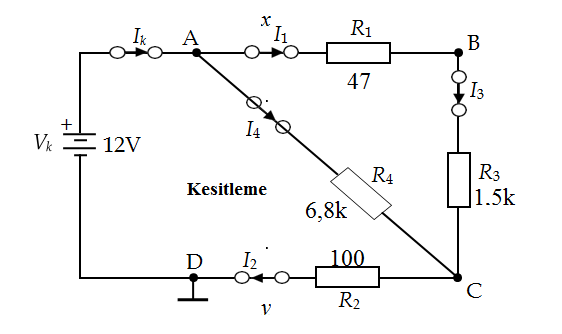 x
I₁
R₁
Iₖ
A
B
47
I₃
+
Vₖ
12V
I₄
Kesitleme
R₄
6,8k
R₃
1.5k
D
I₂
100
C
R₂
v